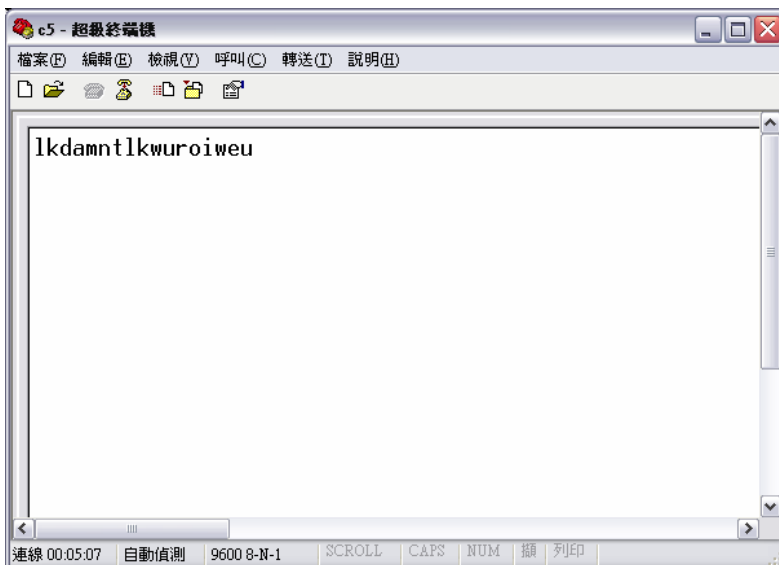 c5 - 超級終端機
檔案(F) 編輯(E) 檢視(V) 呼叫(C) 轉送(T) 說明(H)
lkdamntlkwuroiweu
連線 00:05:07 自動偵測 9600 8-N-1 SCROLL CAPS NUM 擷 列印